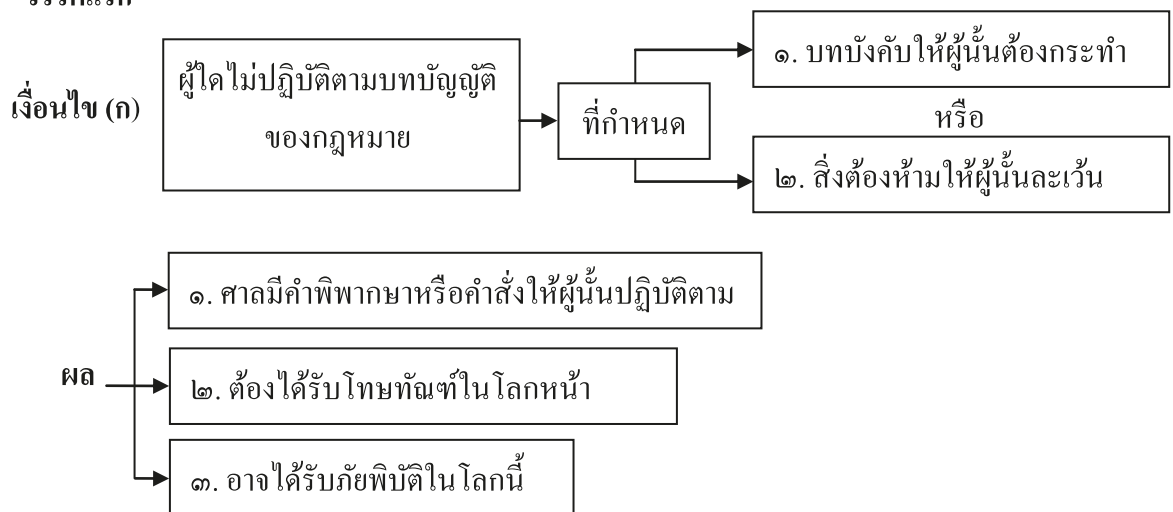 เงื่อนไข (ก)
ผู้ใดไม่ปฏิบัติตามบทบัญญัติ
ของกฎหมาย
ที่กำหนด
๑. บทบังคับให้ผู้นั้นต้องกระทำ
หรือ
๒. สิ่งต้องห้ามให้ผู้นั้นละเว้น
ผล
๑. ศาลมีคำพิพากษาหรือคำสั่งให้ผู้นั้นปฏิบัติตาม
๒. ต้องได้รับโทษทัณฑ์ในโลกหน้า
๓. อาจได้รับภัยพิบัติในโลกนี้